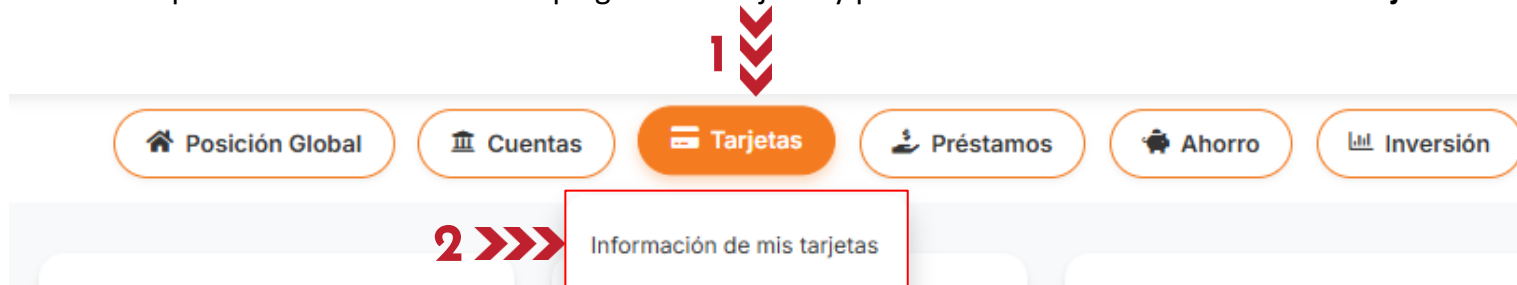 1
Posición Global Cuentas Tarjetas Préstamos Ahorro Inversión
2 Información de mis tarjetas